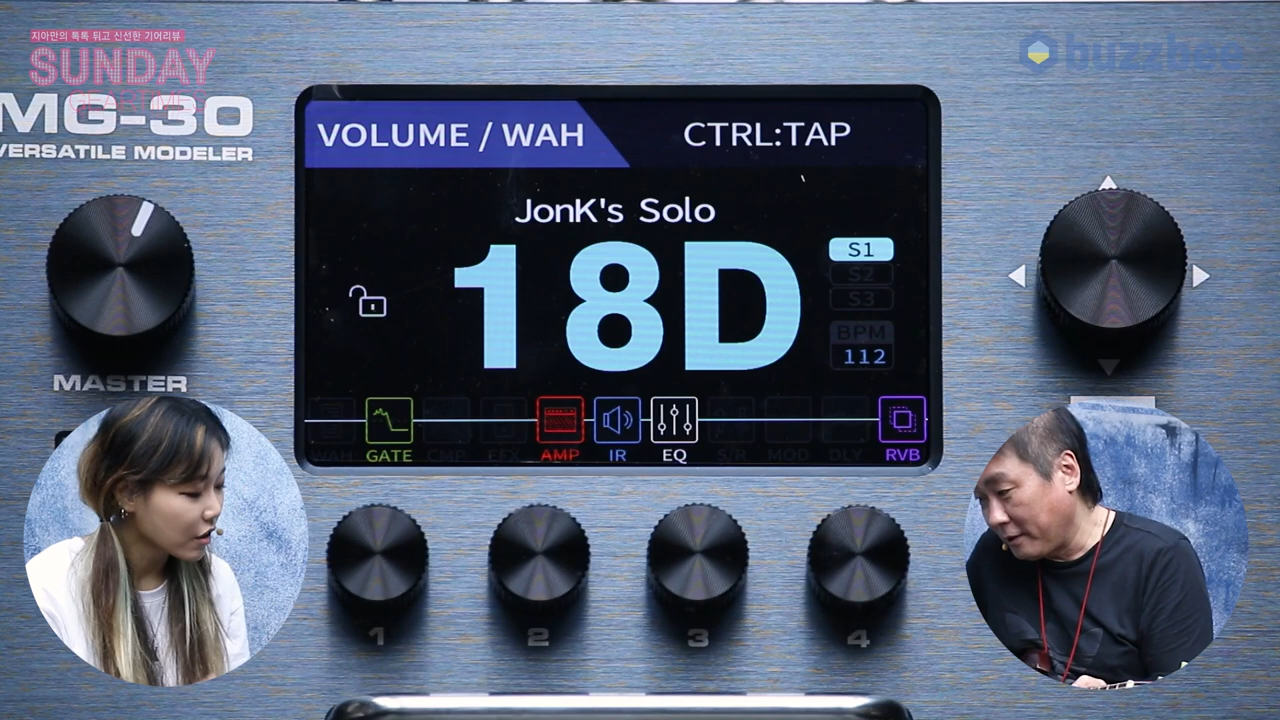 지아만의 톡톡 튀고 신선한 기어리뷰
SUNDAY
GEARTIMES
buzzbee
MG-30
VERSATILE MODELER
MASTER
VOLUME / WAH
CTRL:TAP
JonK's Solo
18D
S1
S2
S3
BPM
112
WAH
GATE
CMP
EFX
AMP
IR
EQ
S/R
MOD
DLY
RVB
1
2
3
4